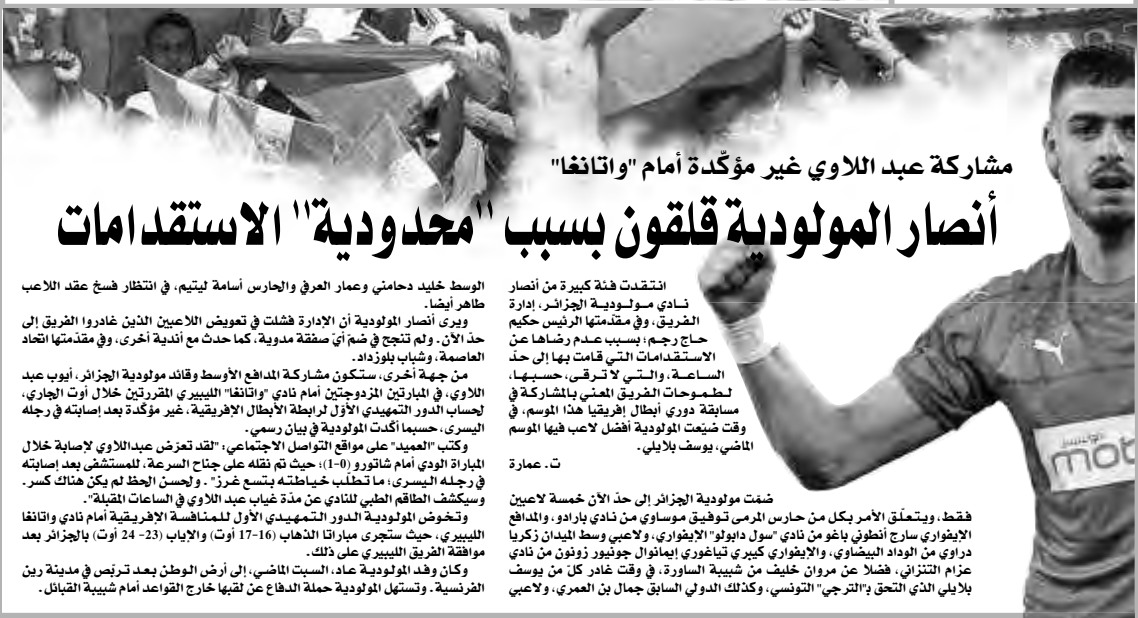 مشاركة عبد اللاوي غير مؤكّدة أمام "واتانغا"
أنصار المولودية قلقون بسبب "محدودية" الاستقدامات
انتقدت فئة كبيرة من أنصار
نادي مولودية الجزائر، إدارة
الفريق، وفي مقدّمتها الرئيس حكيم
حاج رجم؛ بسبب عدم رضاها عن
الاستقدامات التي قامت بها إلى حدّ
الساعة، والتي لا ترقى، حسبها،
لطموحات الفريق المعني بالمشاركة في
مسابقة دوري أبطال إفريقيا هذا الموسم، في
وقت ضيّعت المولودية أفضل لاعب فيها الموسم
الماضي، يوسف بلايلي.
ت. عمارة
ضمّت مولودية الجزائر إلى حدّ الآن خمسة لاعبين
فقط، ويتعلّق الأمر بكل من حارس المرمى توفيق موساوي من نادي بارادو، والمدافع
الإيفواري سارج أنطوني باغو من نادي "سول دابولو" الإيفواري، ولاعبي وسط الميدان زكريا
دراوي من الوداد البيضاوي، والإيفواري كيبري تياغوري إيمانوال جونيور زونون من نادي
عزام التنزاني، فضلا عن مروان خليف من شبيبة الساورة، في وقت غادر كلّ من يوسف
بلايلي الذي التحق بـ"الترجي" التونسي، وكذلك الدولي السابق جمال بن العمري، ولاعبي
الوسط خليد دحامني وعمار العرفي والحارس أسامة ليتيم، في انتظار فسخ عقد اللاعب
طاهر أيضا.
ويرى أنصار المولودية أن الإدارة فشلت في تعويض اللاعبين الذين غادروا الفريق إلى
حدّ الآن. ولم تنجح في ضمّ أيّ صفقة مدوية، كما حدث مع أندية أخرى، وفي مقدّمتها اتحاد
العاصمة، وشباب بلوزداد.
من جهة أخرى، ستكون مشاركة المدافع الأوسط وقائد مولودية الجزائر، أيوب عبد
اللاوي، في المبارتين المزدوجتين أمام نادي "واتانغا" الليبيري المقررتين خلال أوت الجاري،
لحساب الدور التمهيدي الأوّل لرابطة الأبطال الإفريقية، غير مؤكّدة بعد إصابته في رجله
اليسرى، حسبما أكّدت المولودية في بيان رسمي.
وكتب "العميد" على مواقع التواصل الاجتماعي: "لقد تعرّض عبداللاوي لإصابة خلال
المباراة الودي أمام شاتورو (0-1)؛ حيث تم نقله على جناح السرعة، للمستشفى بعد إصابته
في رجله اليسرى؛ ما تطلّب خياطته بتسع غرز". ولحسن الحظ لم يكن هناك كسر.
وسيكشف الطاقم الطبي للنادي عن مدّة غياب عبد اللاوي في الساعات المقبلة".
وتخوض المولودية الدور التمهيدي الأول للمنافسة الإفريقية أمام نادي واتانغا
الليبيري، حيث ستجرى مباراتا الذهاب (16-17 أوت) والإياب (23- 24 أوت) بالجزائر بعد
موافقة الفريق الليبيري على ذلك.
وكان وفد المولودية عاد، السبت الماضي، إلى أرض الوطن بعد تربّص في مدينة رين
الفرنسية. وتستهل المولودية حملة الدفاع عن لقبها خارج القواعد أمام شبيبة القبائل.